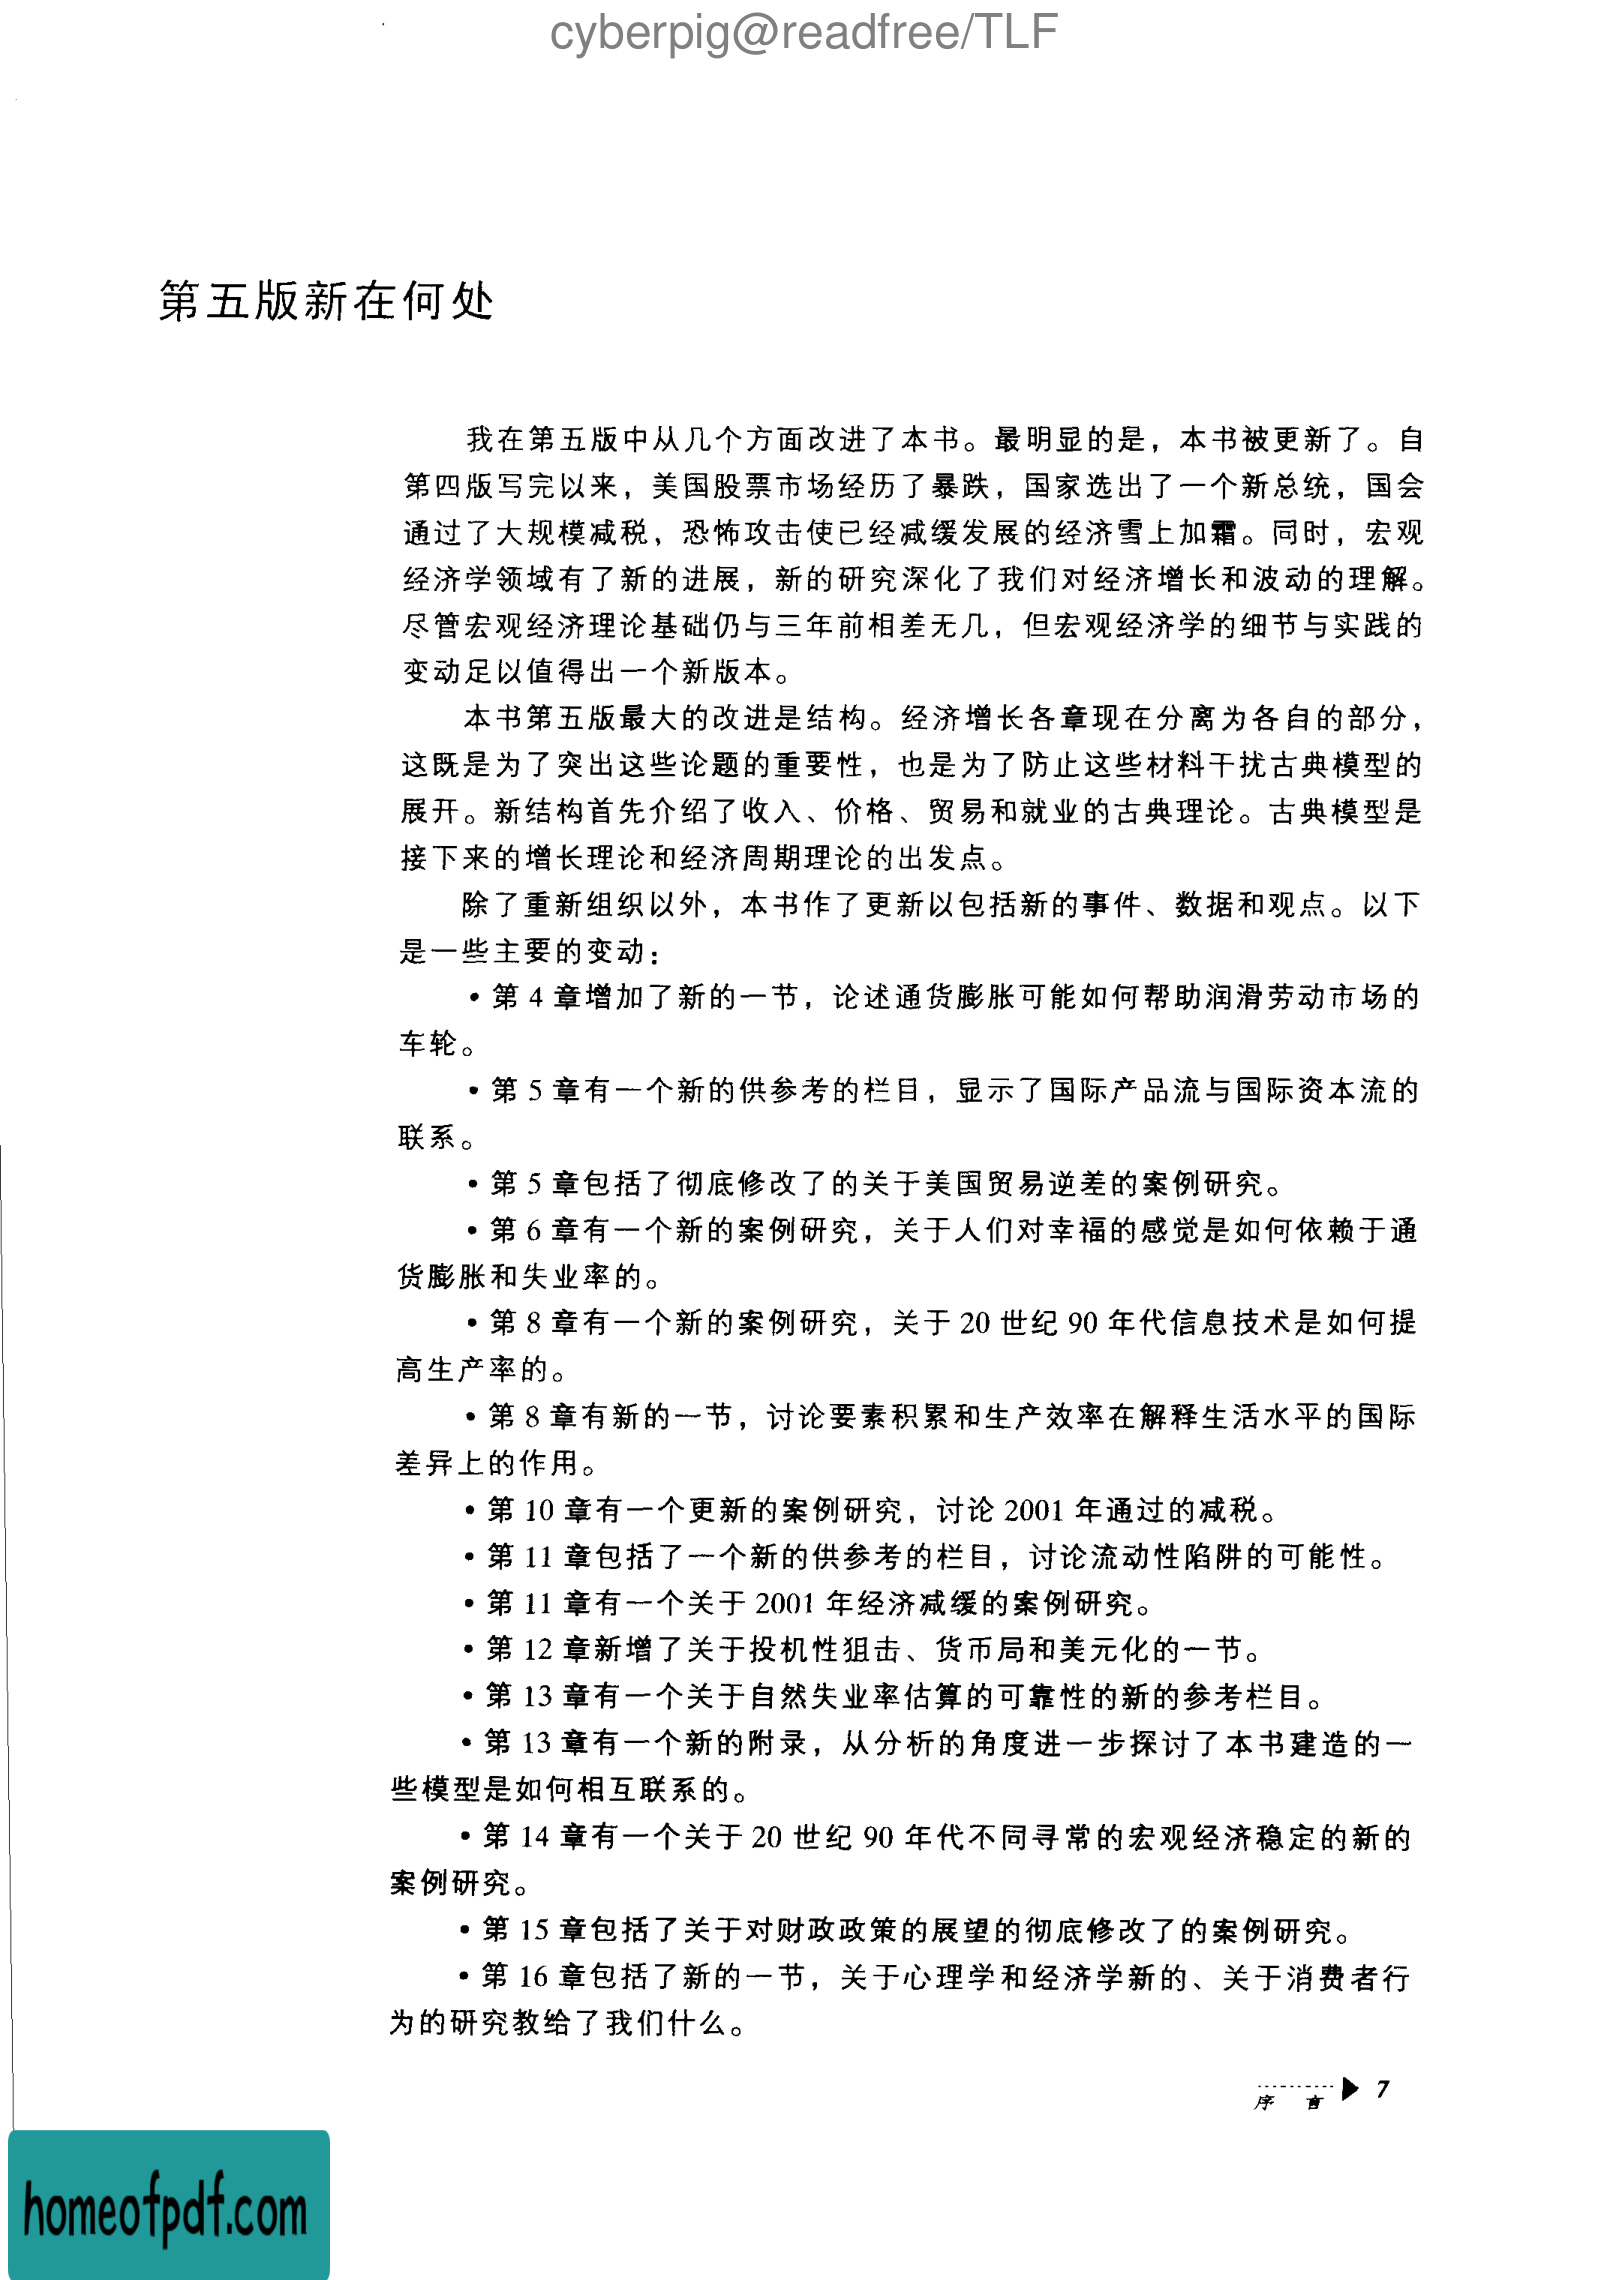 cyberpig@readfree/TLF
第五版新在何处
我在第五版中从几个方面改进了本书。最明显的是，本书被更新了。自
第四版写完以来，美国股票市场经历了暴跌，国家选出了一个新总统，国会
通过了大规模减税，恐怖攻击使已经减缓发展的经济雪上加霜。同时，宏观
经济学领域有了新的进展，新的研究深化了我们对经济增长和波动的理解。
尽管宏观经济理论基础仍与三年前相差无几，但宏观经济学的细节与实践的
变动足以值得出一个新版本。
本书第五版最大的改进是结构。经济增长各章现在分离为各自的部分，
这既是为了突出这些论题的重要性，也是为了防止这些材料干扰古典模型的
展开。新结构首先介绍了收入、价格、贸易和就业的古典理论。古典模型是
接下来的增长理论和经济周期理论的出发点。
除了重新组织以外，本书作了更新以包括新的事件、数据和观点。以下
是一些主要的变动：
• 第 4 章增加了新的一节，论述通货膨胀可能如何帮助润滑劳动市场的
车轮。
• 第 5 章有一个新的供参考的栏目，显示了国际产品流与国际资本流的
联系。
• 第 5 章包括了彻底修改了的关于美国贸易逆差的案例研究。
• 第 6 章有一个新的案例研究，关于人们对幸福的感觉是如何依赖于通
货膨胀和失业率的。
• 第 8 章有一个新的案例研究，关于 20 世纪 90 年代信息技术是如何提
高生产率的。
• 第 8 章有新的一节，讨论要素积累和生产效率在解释生活水平的国际
差异上的作用。
• 第 10 章有一个更新的案例研究，讨论 2001 年通过的减税。
• 第 11 章包括了一个新的供参考的栏目，讨论流动性陷阱的可能性。
• 第 11 章有一个关于 2001 年经济减缓的案例研究。
• 第 12 章新增了关于投机性狙击、货币局和美元化的一节。
• 第 13 章有一个关于自然失业率估算的可靠性的新的参考栏目。
• 第 13 章有一个新的附录，从分析的角度进一步探讨了本书建造的一
些模型是如何相互联系的。
• 第 14 章有一个关于 20 世纪 90 年代不同寻常的宏观经济稳定的新的
案例研究。
• 第 15 章包括了关于对财政政策的展望的彻底修改了的案例研究。
• 第 16 章包括了新的一节，关于心理学和经济学新的、关于消费者行
为的研究教给了我们什么。
序 言 7
homeofpdf.com